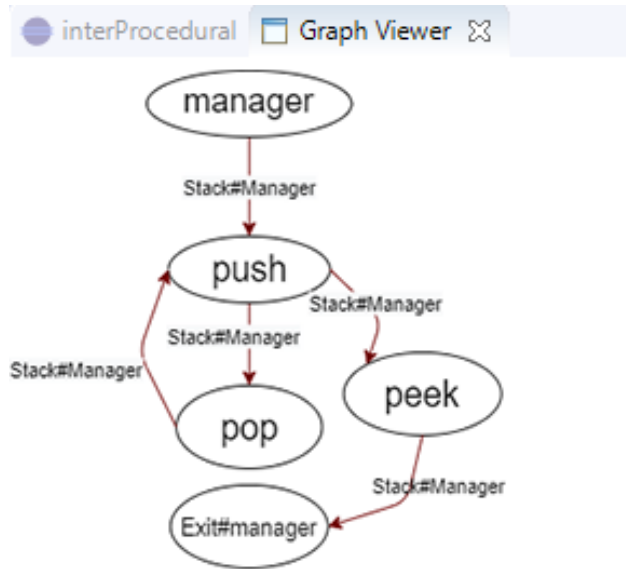 interProcedural Graph Viewer
manager
Stack#Manager
push
Stack#Manager
Stack#Manager
Stack#Manager
peek
pop
Stack#Manager
Exit#manager